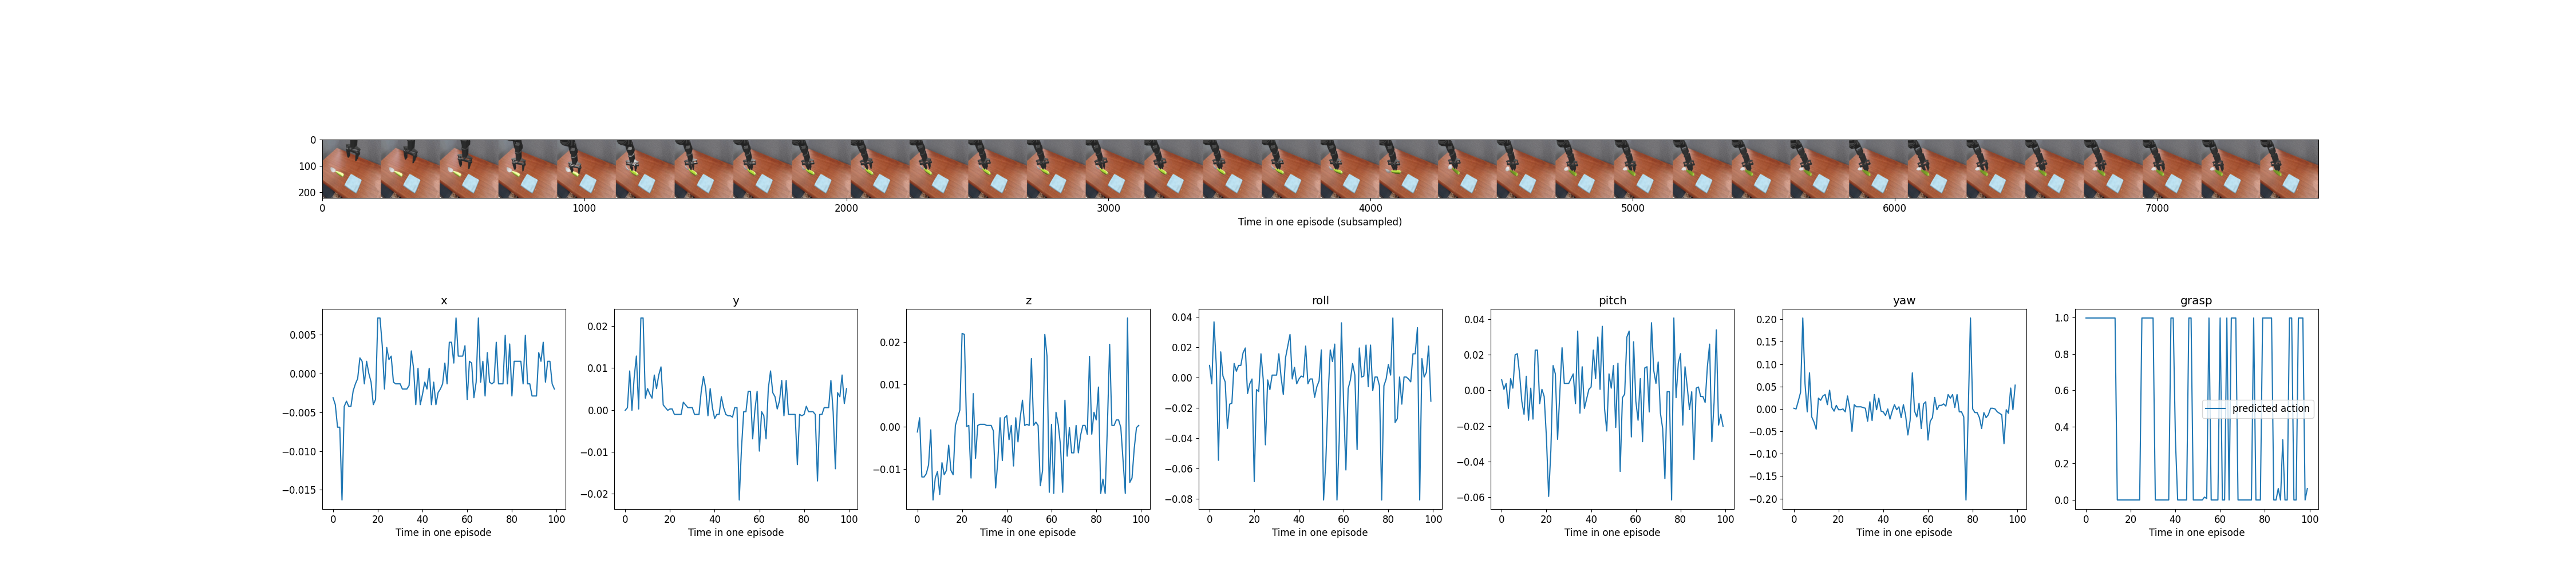 0
100
200
0 1000 2000 3000 4000 5000 6000 7000
Time in one episode (subsampled)
x y z roll pitch yaw grasp
0.005
0.000
−0.005
−0.010
−0.015
0 20 40 60 80 100
Time in one episode
0.02
0.01
0.00
−0.01
−0.02
0 20 40 60 80 100
Time in one episode
0.02
0.01
0.00
−0.01
0 20 40 60 80 100
Time in one episode
0.04
0.02
0.00
−0.02
−0.04
−0.06
−0.08
0 20 40 60 80 100
Time in one episode
0.04
0.02
0.00
−0.02
−0.04
−0.06
0 20 40 60 80 100
Time in one episode
0.20
0.15
0.10
0.05
0.00
−0.05
−0.10
−0.15
−0.20
0 20 40 60 80 100
Time in one episode
1.0
0.8
0.6
0.4
0.2
0.0
predicted action
0 20 40 60 80 100
Time in one episode